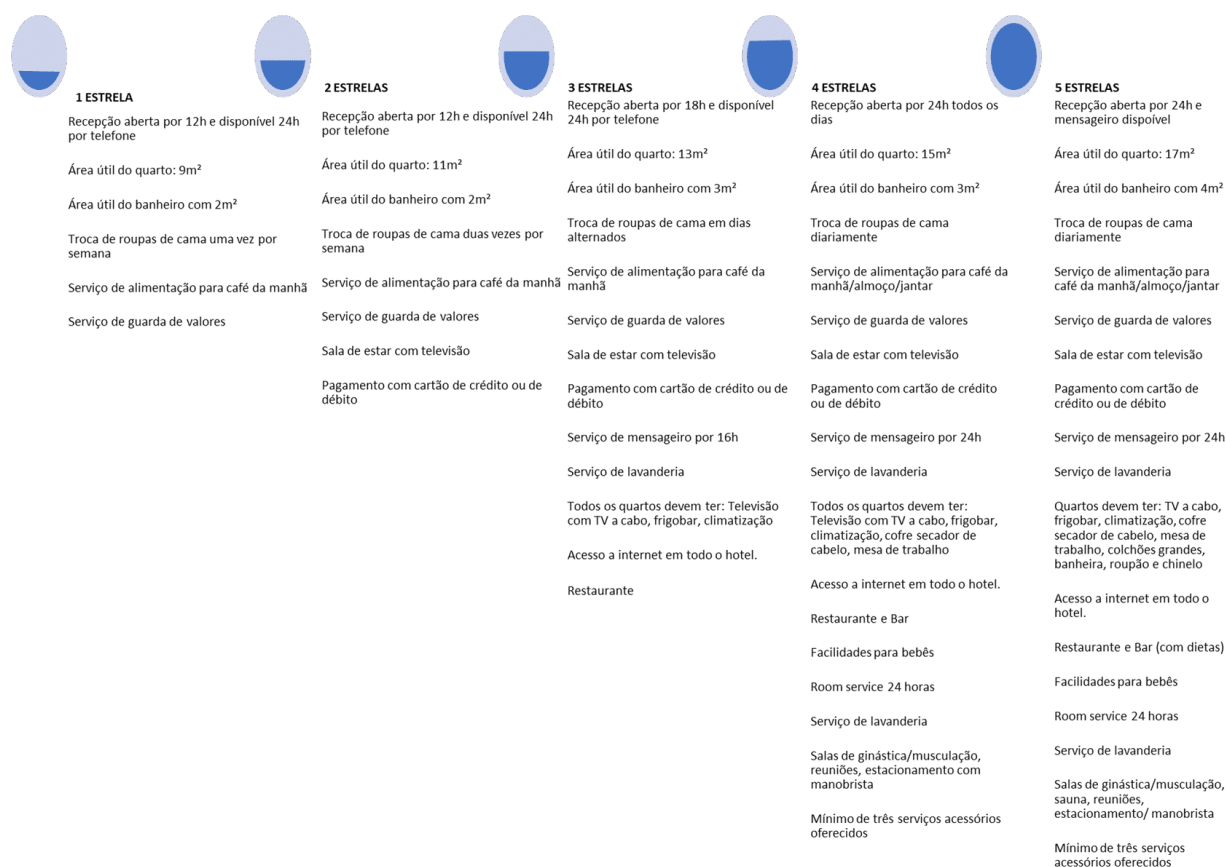 1 ESTRELA
Recepção aberta por 12h e disponível 24h
por telefone
Área útil do quarto: 9m²
Área útil do banheiro com 2m²
Troca de roupas de cama uma vez por
semana
Serviço de alimentação para café da manhã
Serviço de guarda de valores
2 ESTRELAS
Recepção aberta por 12h e disponível 24h
por telefone
Área útil do quarto: 11m²
Área útil do banheiro com 2m²
Troca de roupas de cama duas vezes por
semana
Serviço de alimentação para café da manhã
Serviço de guarda de valores
Sala de estar com televisão
Pagamento com cartão de crédito ou de
débito
3 ESTRELAS
Recepção aberta por 18h e disponível
24h por telefone
Área útil do quarto: 13m²
Área útil do banheiro com 3m²
Troca de roupas de cama em dias
alternados
Serviço de alimentação para café da
manhã
Serviço de guarda de valores
Sala de estar com televisão
Pagamento com cartão de crédito ou de
débito
Serviço de mensageiro por 16h
Serviço de lavanderia
Todos os quartos devem ter: Televisão
com TV a cabo, frigobar, climatização
Acesso a internet em todo o hotel.
Restaurante
4 ESTRELAS
Recepção aberta por 24h todos os
dias
Área útil do quarto: 15m²
Área útil do banheiro com 3m²
Troca de roupas de cama
diariamente
Serviço de alimentação para café da
manhã/almoço/jantar
Serviço de guarda de valores
Sala de estar com televisão
Pagamento com cartão de crédito
ou de débito
Serviço de mensageiro por 24h
Serviço de lavanderia
Todos os quartos devem ter:
Televisão com TV a cabo, frigobar,
climatização, cofre secador de
cabelo, mesa de trabalho
Acesso a internet em todo o hotel.
Restaurante e Bar
Facilidades para bebês
Room service 24 horas
Serviço de lavanderia
Salas de ginástica/musculação,
reuniões, estacionamento com
manobrista
Mínimo de três serviços acessórios
oferecidos
5 ESTRELAS
Recepção aberta por 24h e
mensageiro dispoível
Área útil do quarto: 17m²
Área útil do banheiro com 4m²
Troca de roupas de cama
diariamente
Serviço de alimentação para
café da manhã/almoço/jantar
Serviço de guarda de valores
Sala de estar com televisão
Pagamento com cartão de
crédito ou de débito
Serviço de mensageiro por 24h
Serviço de lavanderia
Quartos devem ter: TV a cabo,
frigobar, climatização, cofre
secador de cabelo, mesa de
trabalho, colchões grandes,
banheira, roupão e chinelo
Acesso a internet em todo o
hotel.
Restaurante e Bar (com dietas)
Facilidades para bebês
Room service 24 horas
Serviço de lavanderia
Salas de ginástica/musculação,
sauna, reuniões,
estacionamento/ manobrista
Mínimo de três serviços
acessórios oferecidos